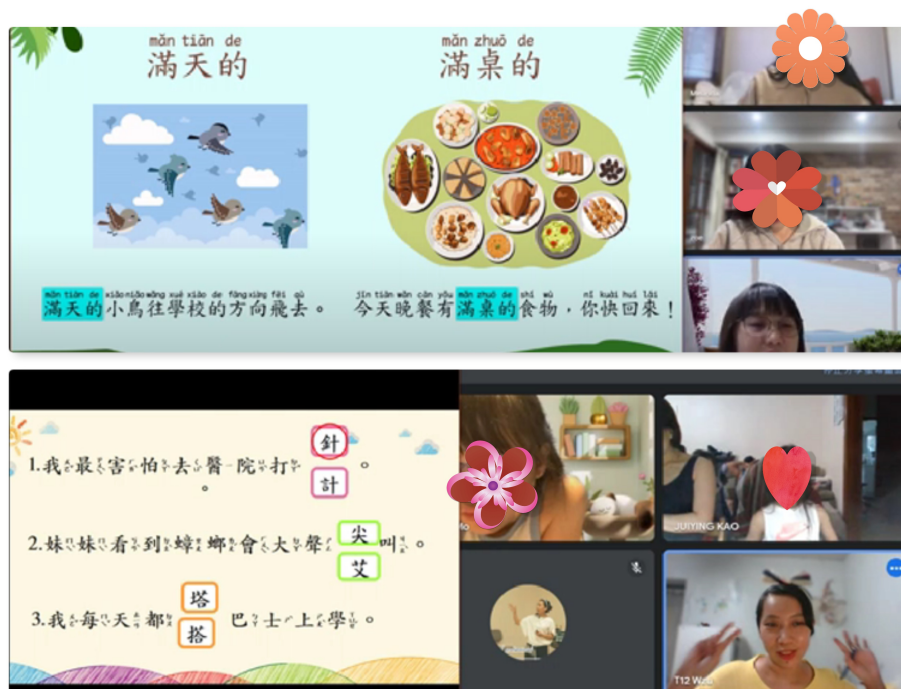 mǎn tiān de
滿天的
mǎn zhuō de
滿桌的
mǎn tiān de xiǎo niǎo wǎng xué xiào de fāng xiàng fēi qù
滿天的小鳥往學校的方向飛去。
jīn tiān wǎn cān yǒu mǎn zhuō de shí wù nǐ kuài huí lái
今天晚餐有滿桌的食物，你快回來！
針
1.我最害怕去醫院打。
計
。
2.妹妹看到蟑螂會大聲 尖 叫。
艾
塔
3.我每天都 巴士上學。
搭
JUIYING KAO